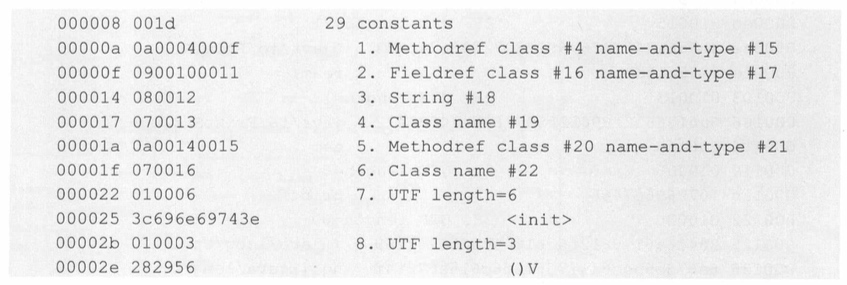 000008 001d 29 constants
00000a 0a0004000f 1. Methodref class #4 name-and-type #15
00000f 0900100011 2. Fieldref class #16 name-and-type #17
000014 080012 3. String #18
000017 070013 4. Class name #19
00001a 0a00140015 5. Methodref class #20 name-and-type #21
00001f 070016 6. Class name #22
000022 010006 7. UTF length=6
000025 3c696e69743e <init>
00002b 010003 8. UTF length=3
00002e 282956 ()V